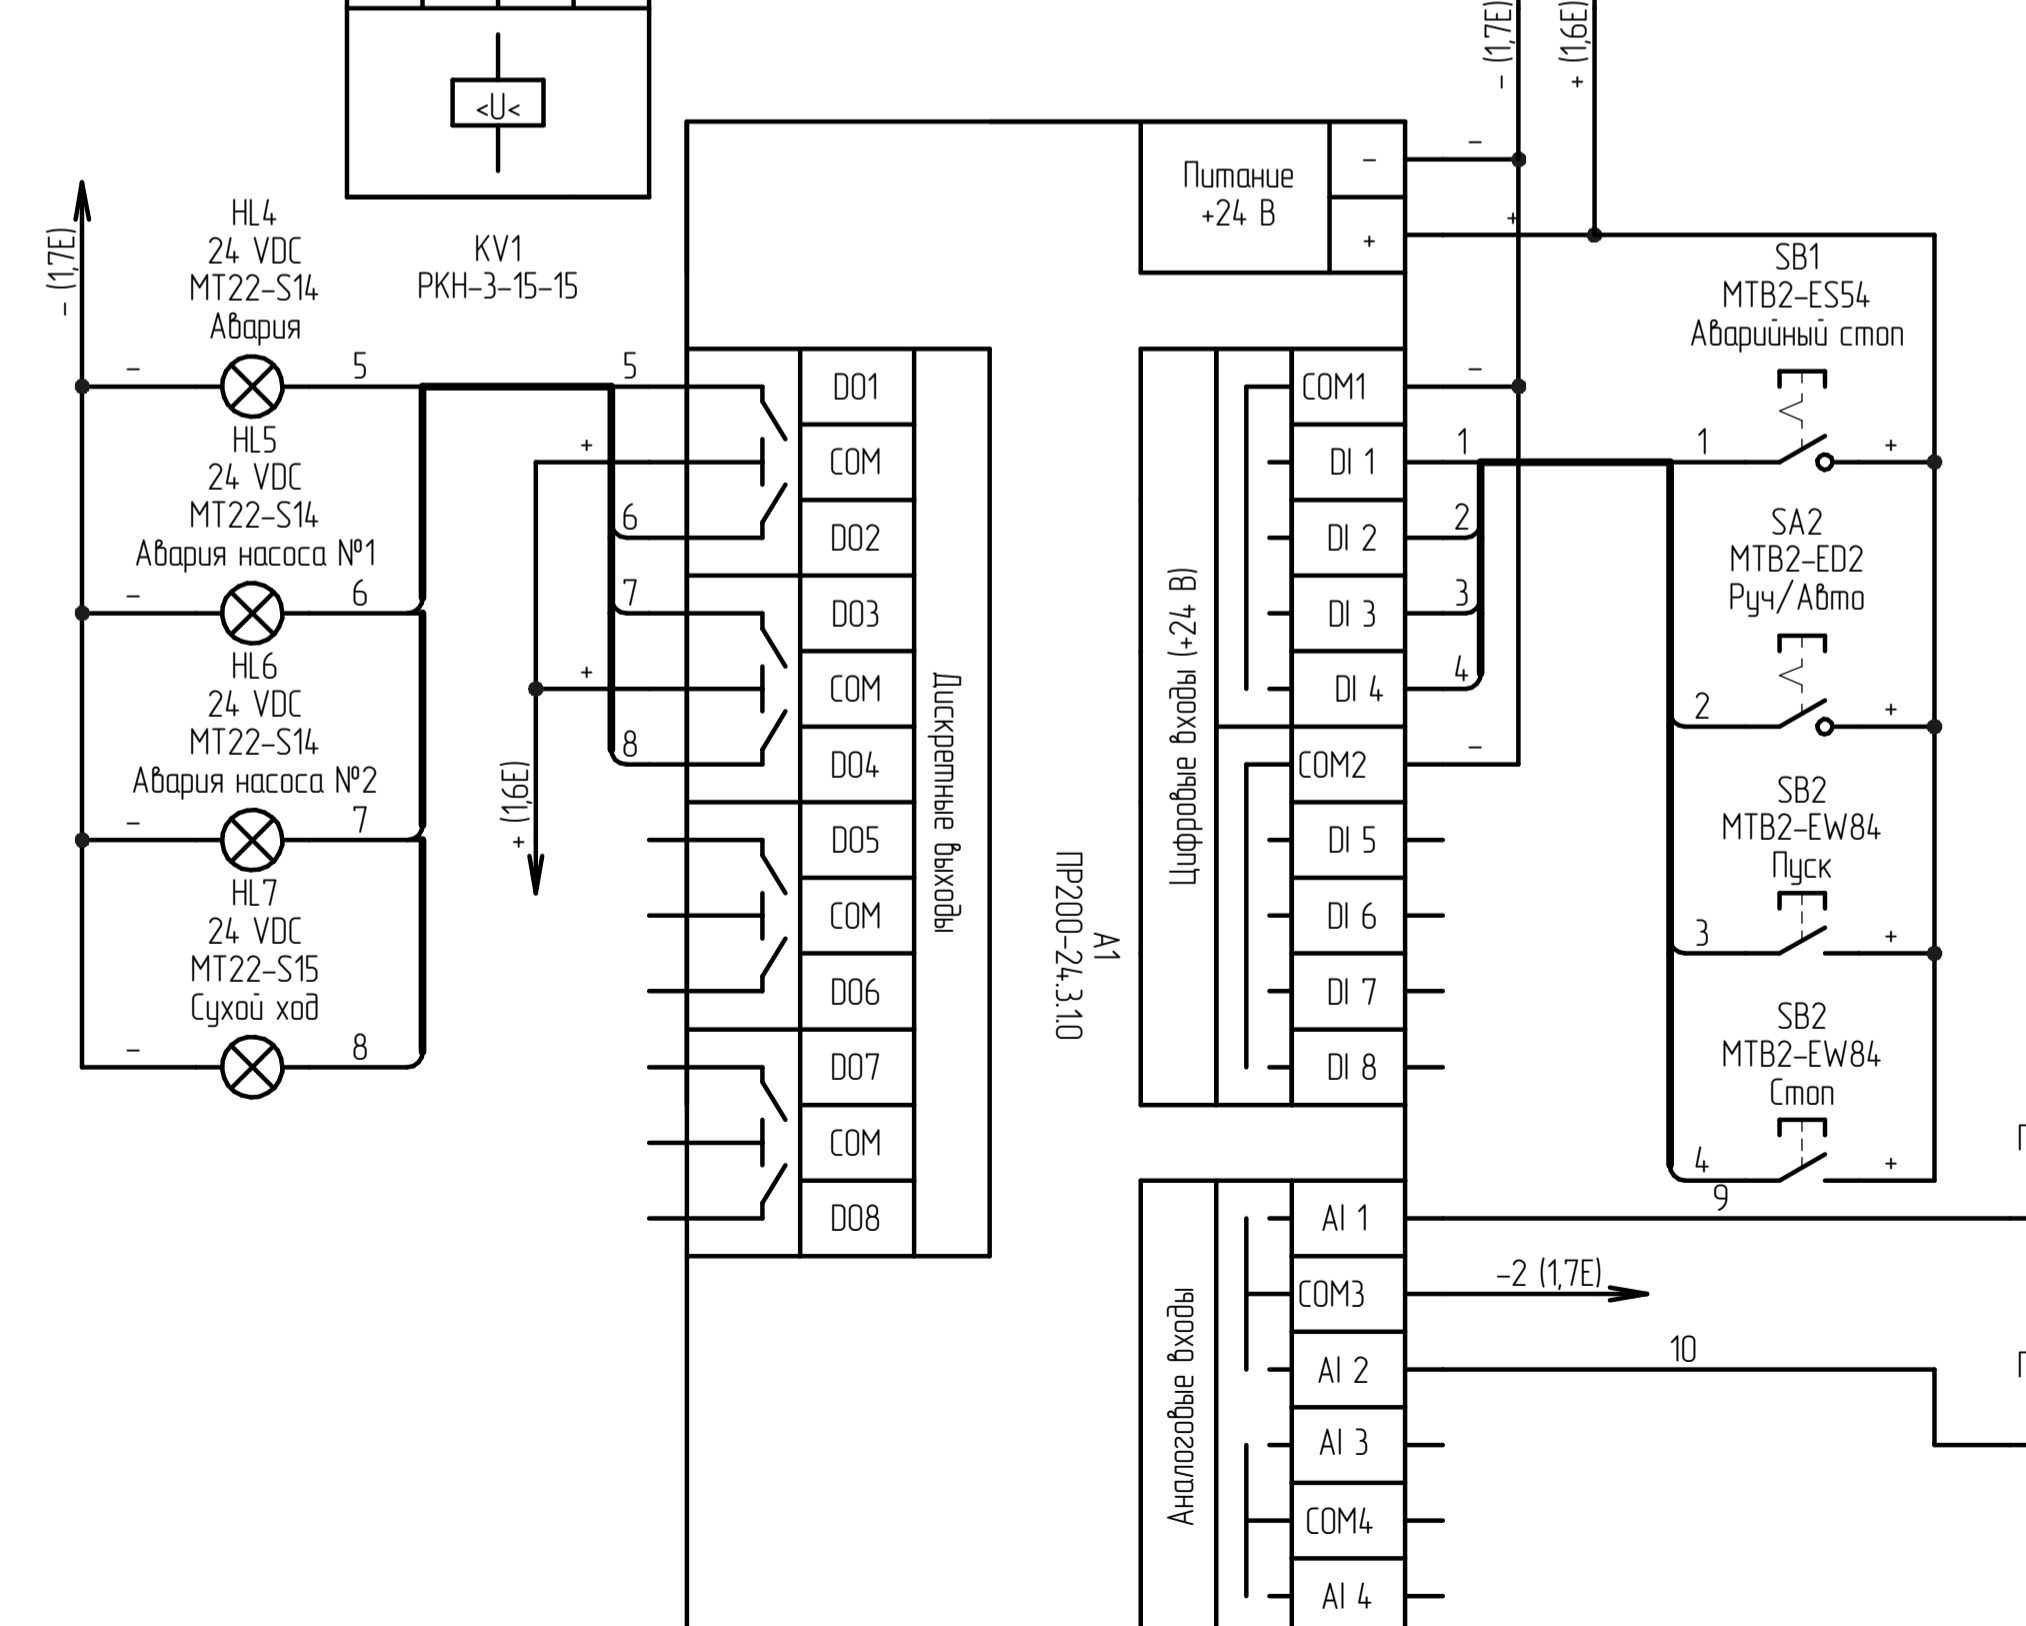 <U<
KV1
РКН-3-15-15
- (1,7E)
HL4
24 VDC
MT22-S14
Авария
-
5
HL5
24 VDC
MT22-S14
Авария насоса №1
-
6
HL6
24 VDC
MT22-S14
Авария насоса №2
-
7
HL7
24 VDC
MT22-S15
Сухой ход
-
8
+ (1,6E)
5
+
6
7
+
8
DO1
COM
DO2
DO3
COM
DO4
DO5
COM
DO6
DO7
COM
DO8
Дискретные выходы
A1
ПР200-24.3.1.0
Питание
+24 В
-
+
- (1,7E)
+ (1,6E)
-
+
Цифровые входы (+24 В)
COM1
DI 1
DI 2
DI 3
DI 4
COM2
DI 5
DI 6
DI 7
DI 8
-
1
2
3
4
-
SB1
MTB2-ES54
Аварийный стоп
1
+
SA2
MTB2-ED2
Руч/Авто
2
+
SB2
MTB2-EW84
Пуск
3
+
SB2
MTB2-EW84
Стоп
4
+
Аналоговые входы
AI 1
COM3
AI 2
AI 3
COM4
AI 4
9
-2 (1,7E)
10